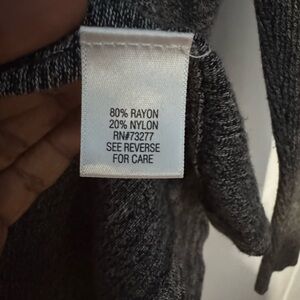 80% RAYON
20% NYLON
RN#73277
SEE REVERSE
FOR CARE